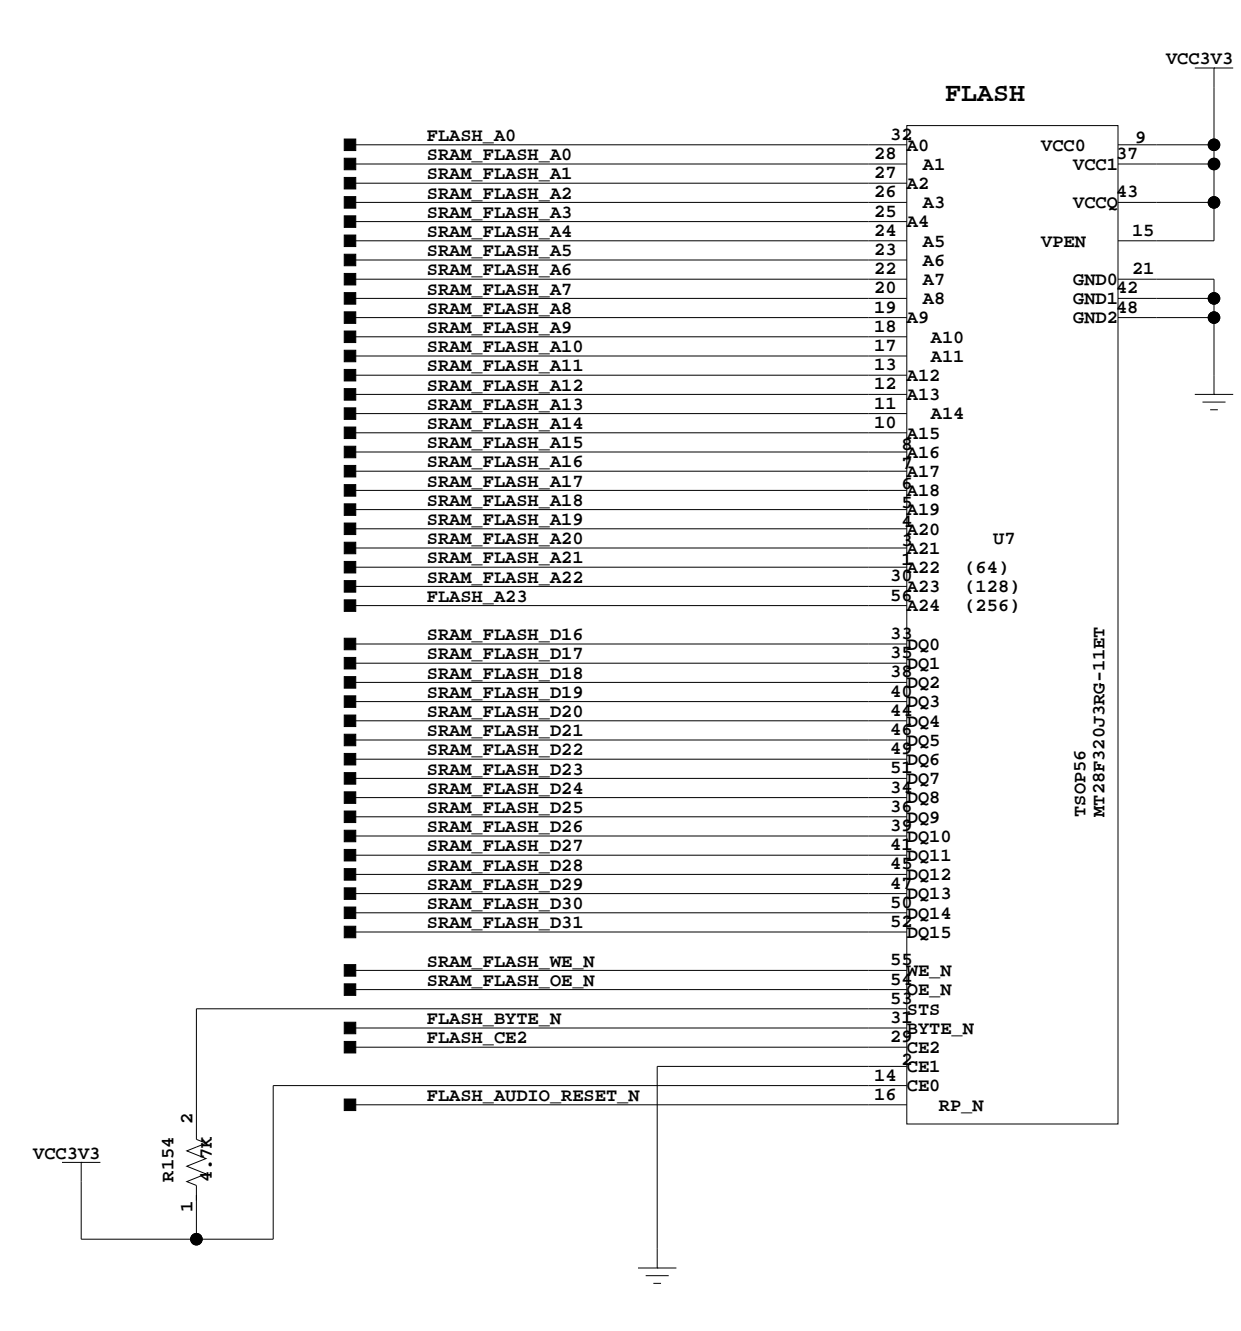 VCC3V3
FLASH
FLASH_A0 32 A0 VCC0 9
SRAM_FLASH_A0 28 A1 VCC1 37
SRAM_FLASH_A1 27 A2
SRAM_FLASH_A2 26 A3 VCCQ 43
SRAM_FLASH_A3 25 A4
SRAM_FLASH_A4 24 A5 VPEN 15
SRAM_FLASH_A5 23 A6
SRAM_FLASH_A6 22 A7 GND0 21
SRAM_FLASH_A7 20 A8 GND1 42
SRAM_FLASH_A8 19 A9 GND2 48
SRAM_FLASH_A9 18 A10
SRAM_FLASH_A10 17 A11
SRAM_FLASH_A11 13 A12
SRAM_FLASH_A12 12 A13
SRAM_FLASH_A13 11 A14
SRAM_FLASH_A14 10 A15
SRAM_FLASH_A15 8 A16
SRAM_FLASH_A16 7 A17
SRAM_FLASH_A17 6 A18
SRAM_FLASH_A18 5 A19
SRAM_FLASH_A19 4 A20
SRAM_FLASH_A20 3 A21 U7
SRAM_FLASH_A21 1 A22 (64)
SRAM_FLASH_A22 30 A23 (128)
FLASH_A23 56 A24 (256)
SRAM_FLASH_D16 33 DQ0
SRAM_FLASH_D17 35 DQ1
SRAM_FLASH_D18 38 DQ2
SRAM_FLASH_D19 40 DQ3
SRAM_FLASH_D20 44 DQ4
SRAM_FLASH_D21 46 DQ5
SRAM_FLASH_D22 49 DQ6
SRAM_FLASH_D23 51 DQ7
SRAM_FLASH_D24 34 DQ8
SRAM_FLASH_D25 36 DQ9
SRAM_FLASH_D26 39 DQ10
SRAM_FLASH_D27 41 DQ11
SRAM_FLASH_D28 45 DQ12
SRAM_FLASH_D29 47 DQ13
SRAM_FLASH_D30 50 DQ14
SRAM_FLASH_D31 52 DQ15
TSOP56
MT28F320J3RG-11ET
SRAM_FLASH_WE_N 55 WE_N
SRAM_FLASH_OE_N 54 OE_N
53 STS
FLASH_BYTE_N 31 BYTE_N
FLASH_CE2 29 CE2
2 CE1
14 CE0
FLASH_AUDIO_RESET_N 16 RP_N
2
R154
4.7K
1
VCC3V3